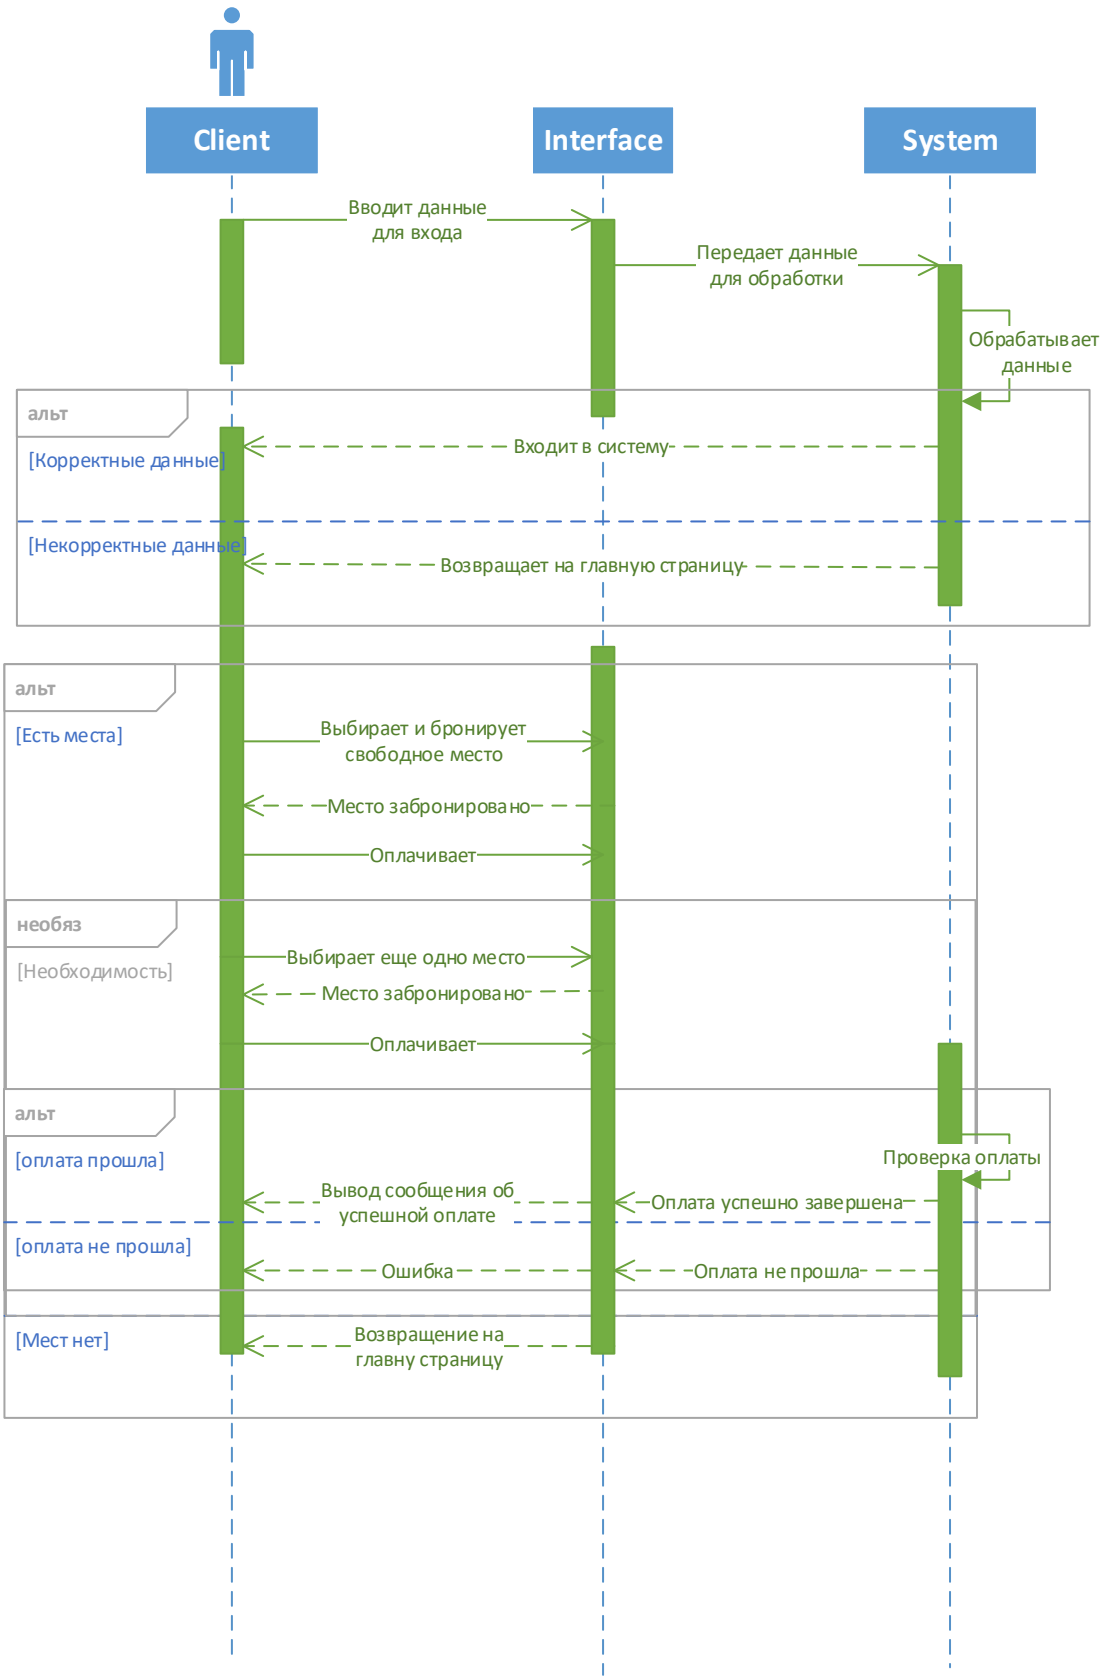 Client
Interface
System
Вводит данные
для входа
Передает данные
для обработки
Обрабатывает
данные
альт
[Корректные данные]
Входит в систему
[Некорректные данные]
Возвращает на главную страницу
альт
[Есть места]
Выбирает и бронирует
свободное место
Место забронировано
Оплачивает
необяз
[Необходимость]
Выбирает еще одно место
Место забронировано
Оплачивает
альт
[оплата прошла]
Проверка оплаты
Вывод сообщения об
успешной оплате
Оплата успешно завершена
[оплата не прошла]
Ошибка
Оплата не прошла
[Мест нет]
Возвращение на
главну страницу